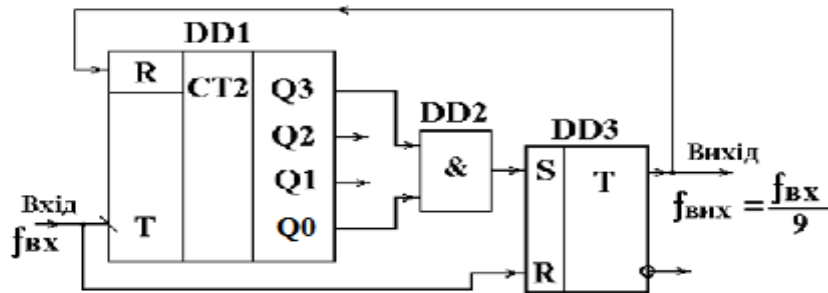 DD1
R
CT2
Q3
DD2
Q2
DD3
Вихід
&
S
T
Q1
fвих = fвх/9
Вхід
fвх
T
Q0
R